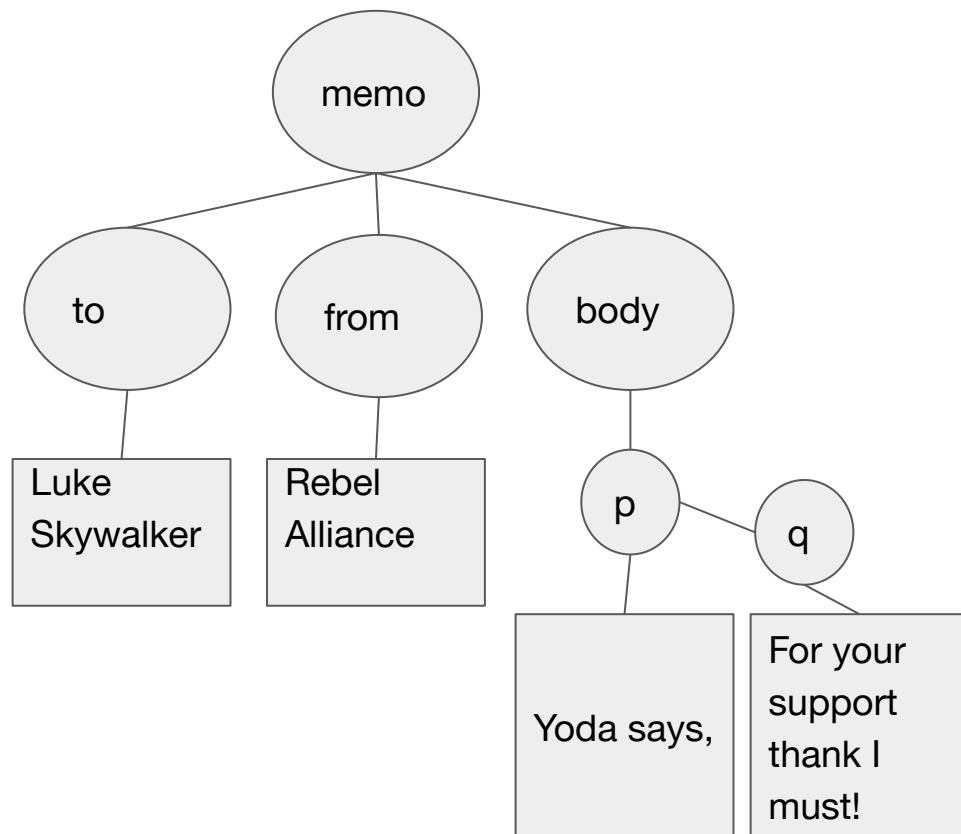 memo
to
from
body
Luke
Skywalker
Rebel
Alliance
p
q
Yoda says,
For your
support
thank I
must!